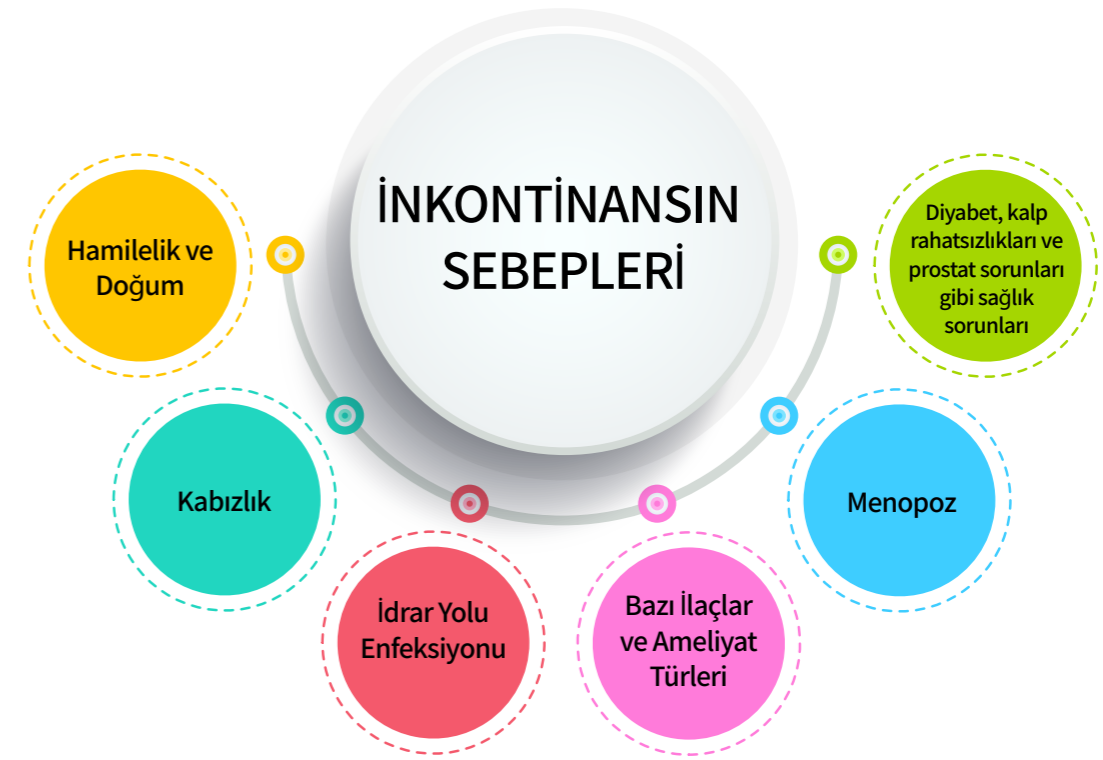 İNKONTİNANSIN
SEBEPLERİ
Hamilelik ve
Doğum
Kabızlık
İdrar Yolu
Enfeksiyonu
Bazı İlaçlar
ve Ameliyat
Türleri
Menopoz
Diyabet, kalp
rahatsızlıkları ve
prostat sorunları
gibi sağlık
sorunları